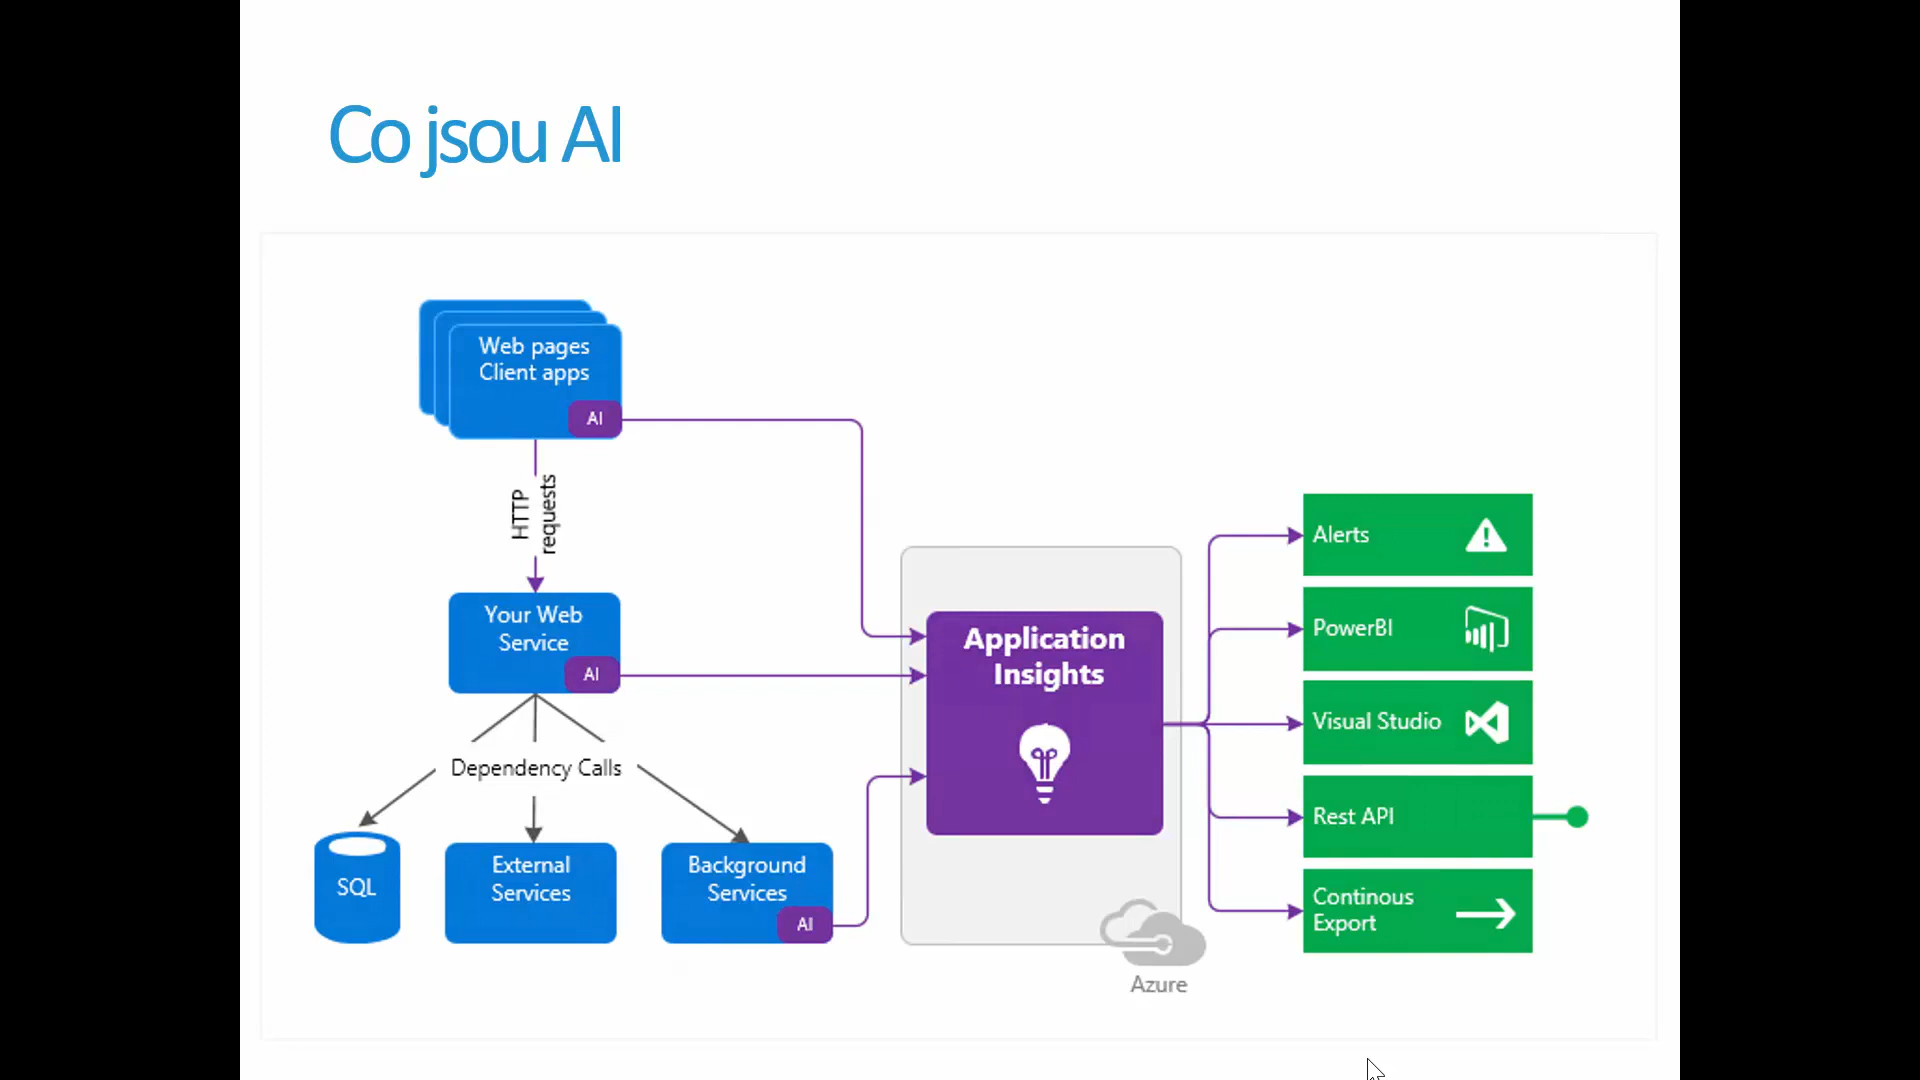 Co jsou AI
Web pages
Client apps
AI
HTTP
requests
Your Web
Service
AI
Dependency Calls
SQL
External
Services
Background
Services
AI
Application
Insights
Azure
Alerts
PowerBI
Visual Studio
Rest API
Continous
Export